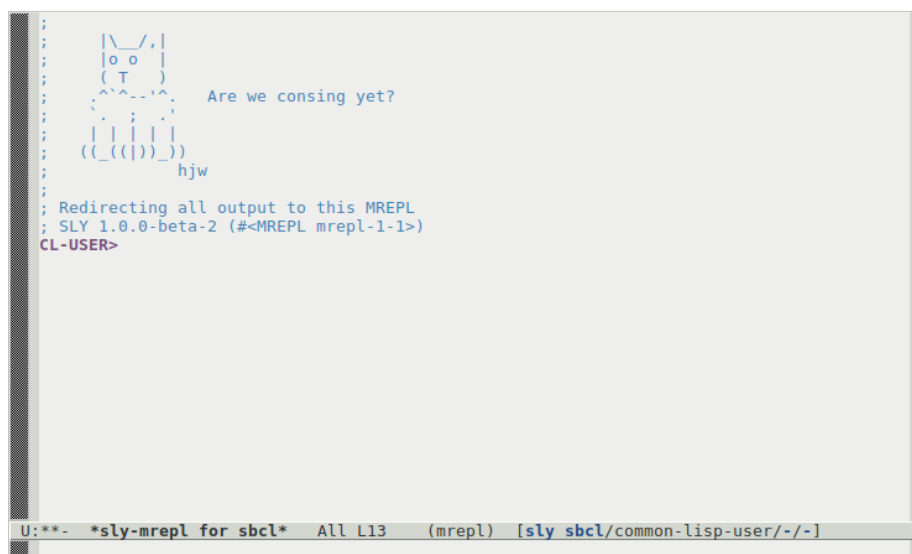 ;
;     |\__/,|
;     |o o  |
;     ( T   )
;    .^`^--'^.   Are we consing yet?
;    `.  ;  .'
;    | | | | |
;   ((_((|))_))
;             hjw
;
; Redirecting all output to this MREPL
; SLY 1.0.0-beta-2 (#<MREPL mrepl-1-1>)
CL-USER>
U:**-  *sly-mrepl for sbcl*   All L13    (mrepl)  [sly sbcl/common-lisp-user/-/-]